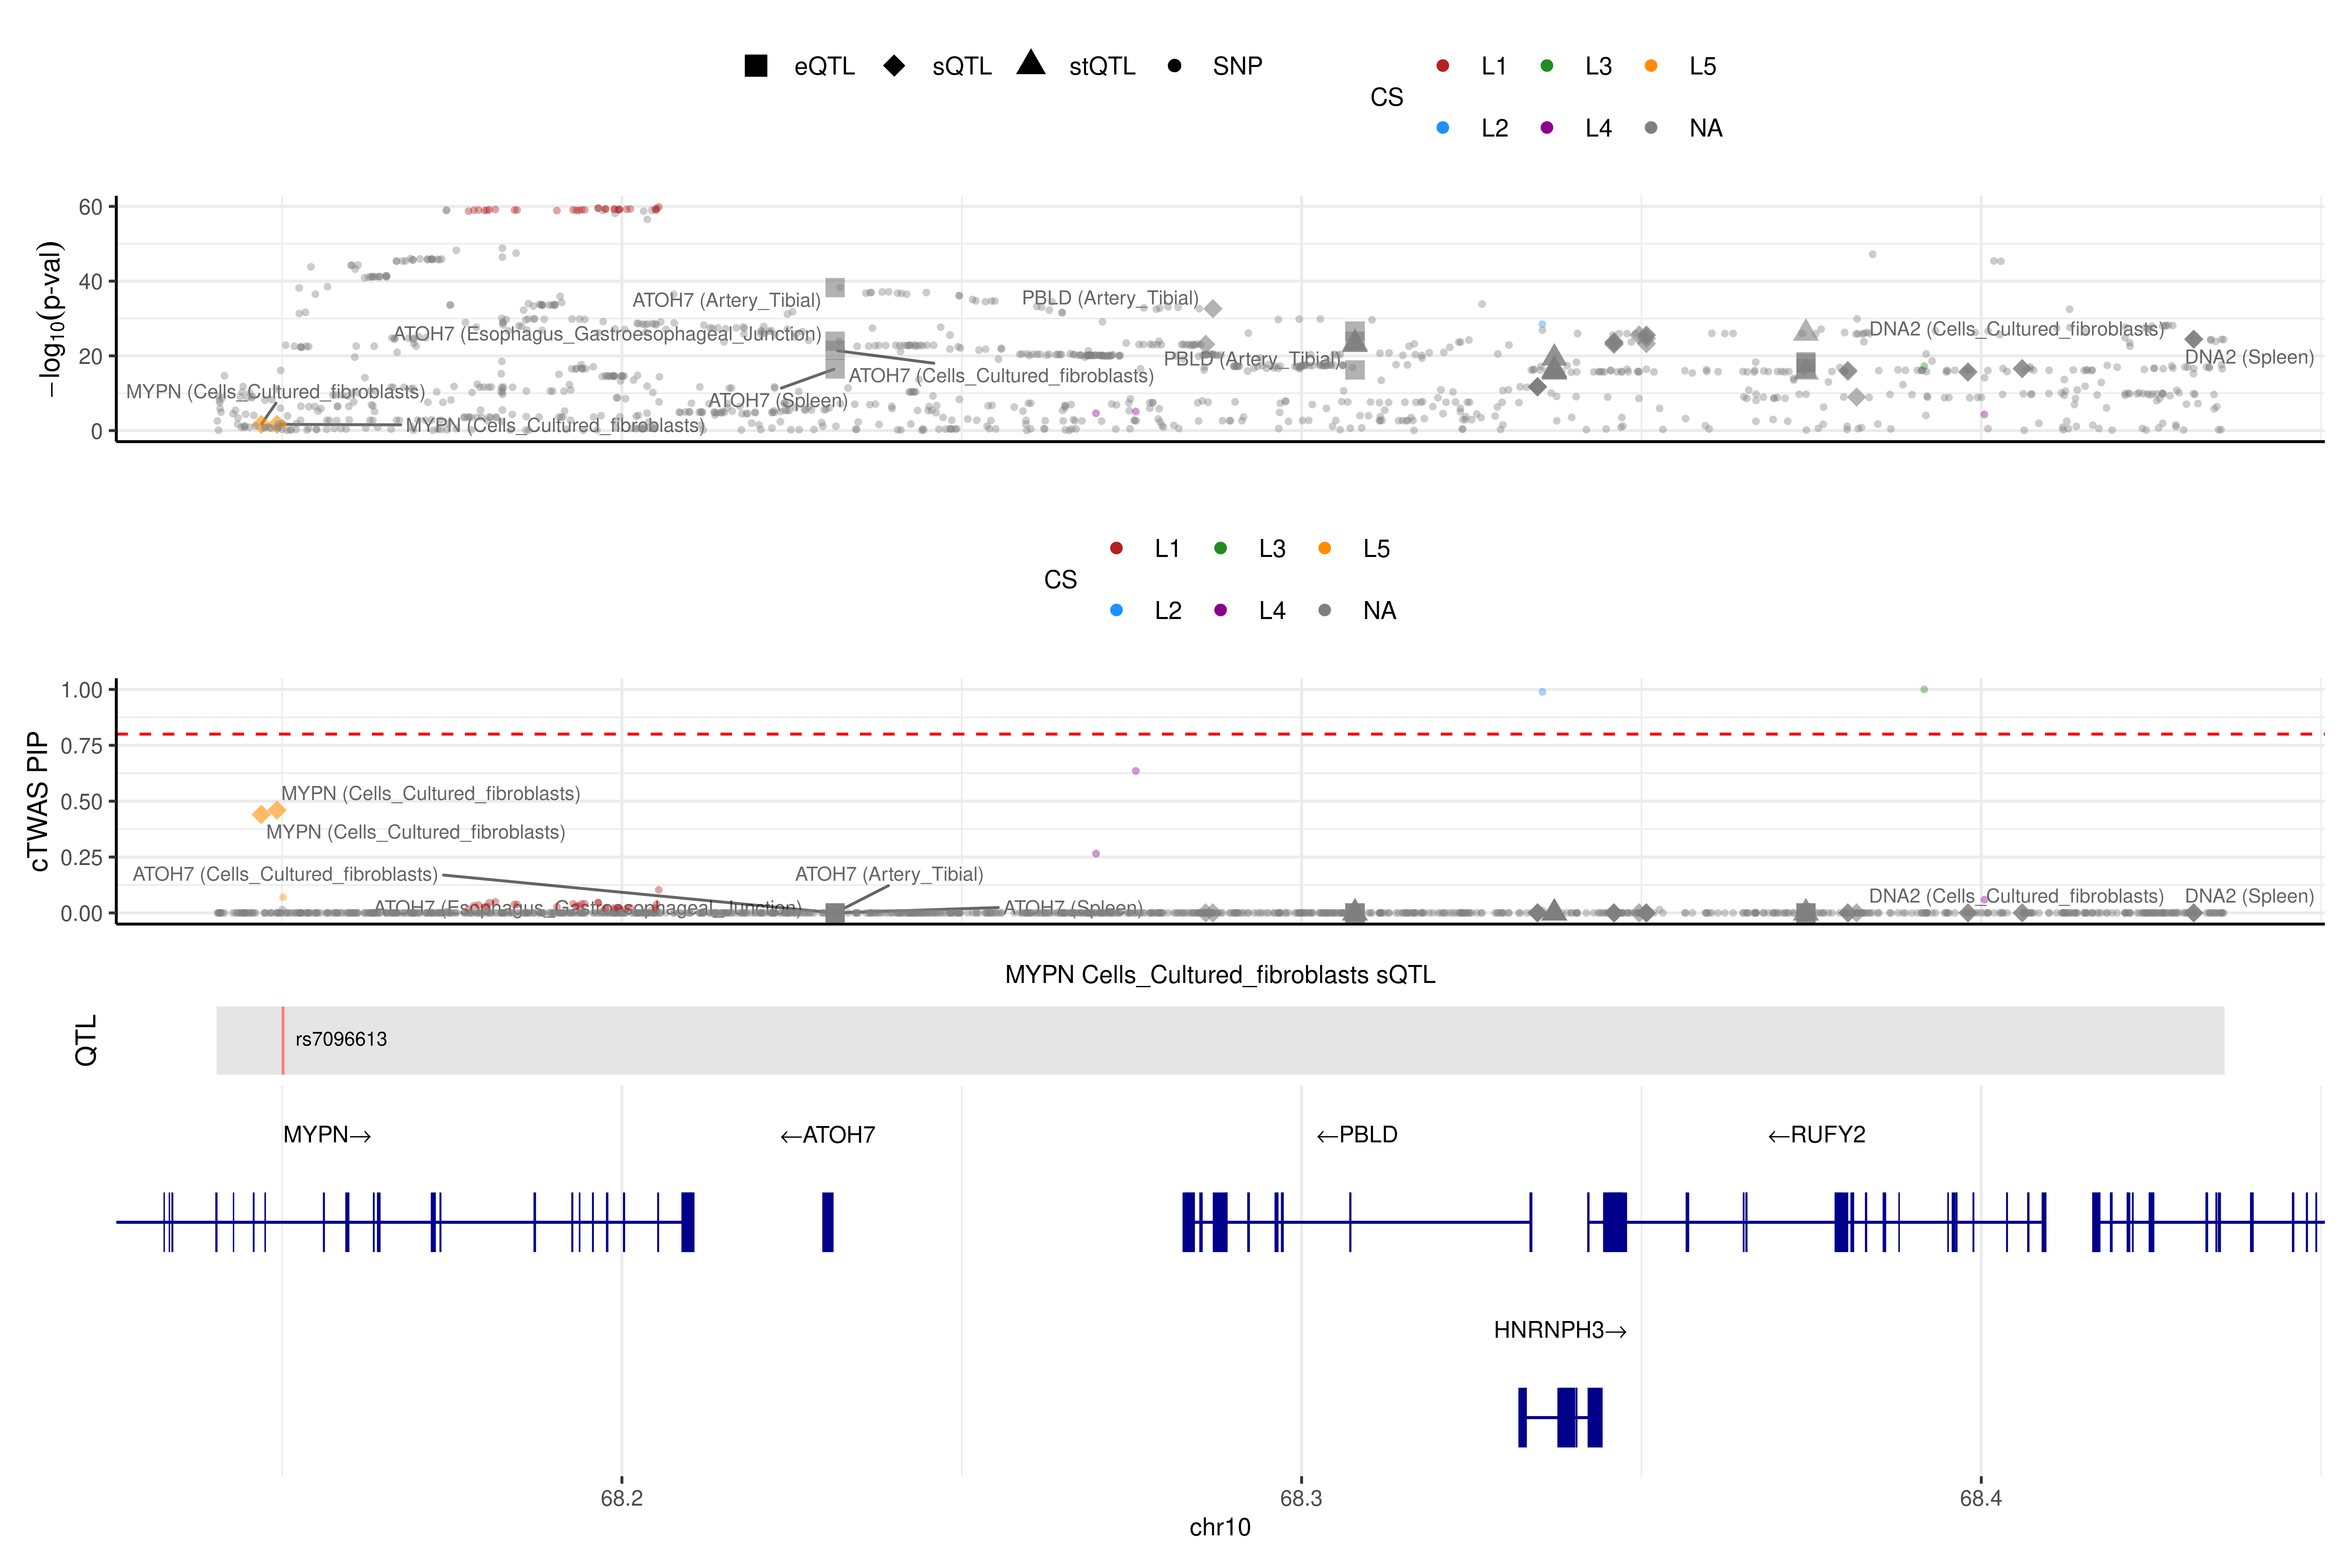 eQTL sQTL stQTL SNP
CS
L1 L3 L5
L2 L4 NA
−log10(p-val)
60
40
20
0
ATOH7 (Artery_Tibial)
PBLD (Artery_Tibial)
ATOH7 (Esophagus_Gastroesophageal_Junction)
DNA2 (Cells_Cultured_fibroblasts)
PBLD (Artery_Tibial)
DNA2 (Spleen)
ATOH7 (Cells_Cultured_fibroblasts)
MYPN (Cells_Cultured_fibroblasts)
ATOH7 (Spleen)
MYPN (Cells_Cultured_fibroblasts)
CS
L1 L3 L5
L2 L4 NA
cTWAS PIP
1.00
0.75
0.50
0.25
0.00
MYPN (Cells_Cultured_fibroblasts)
MYPN (Cells_Cultured_fibroblasts)
ATOH7 (Cells_Cultured_fibroblasts)
ATOH7 (Artery_Tibial)
ATOH7 (Esophagus_Gastroesophageal_Junction)
ATOH7 (Spleen)
DNA2 (Cells_Cultured_fibroblasts)
DNA2 (Spleen)
MYPN Cells_Cultured_fibroblasts sQTL
QTL
rs7096613
MYPN→ ←ATOH7 ←PBLD ←RUFY2
HNRNPH3→
68.2 68.3 68.4
chr10